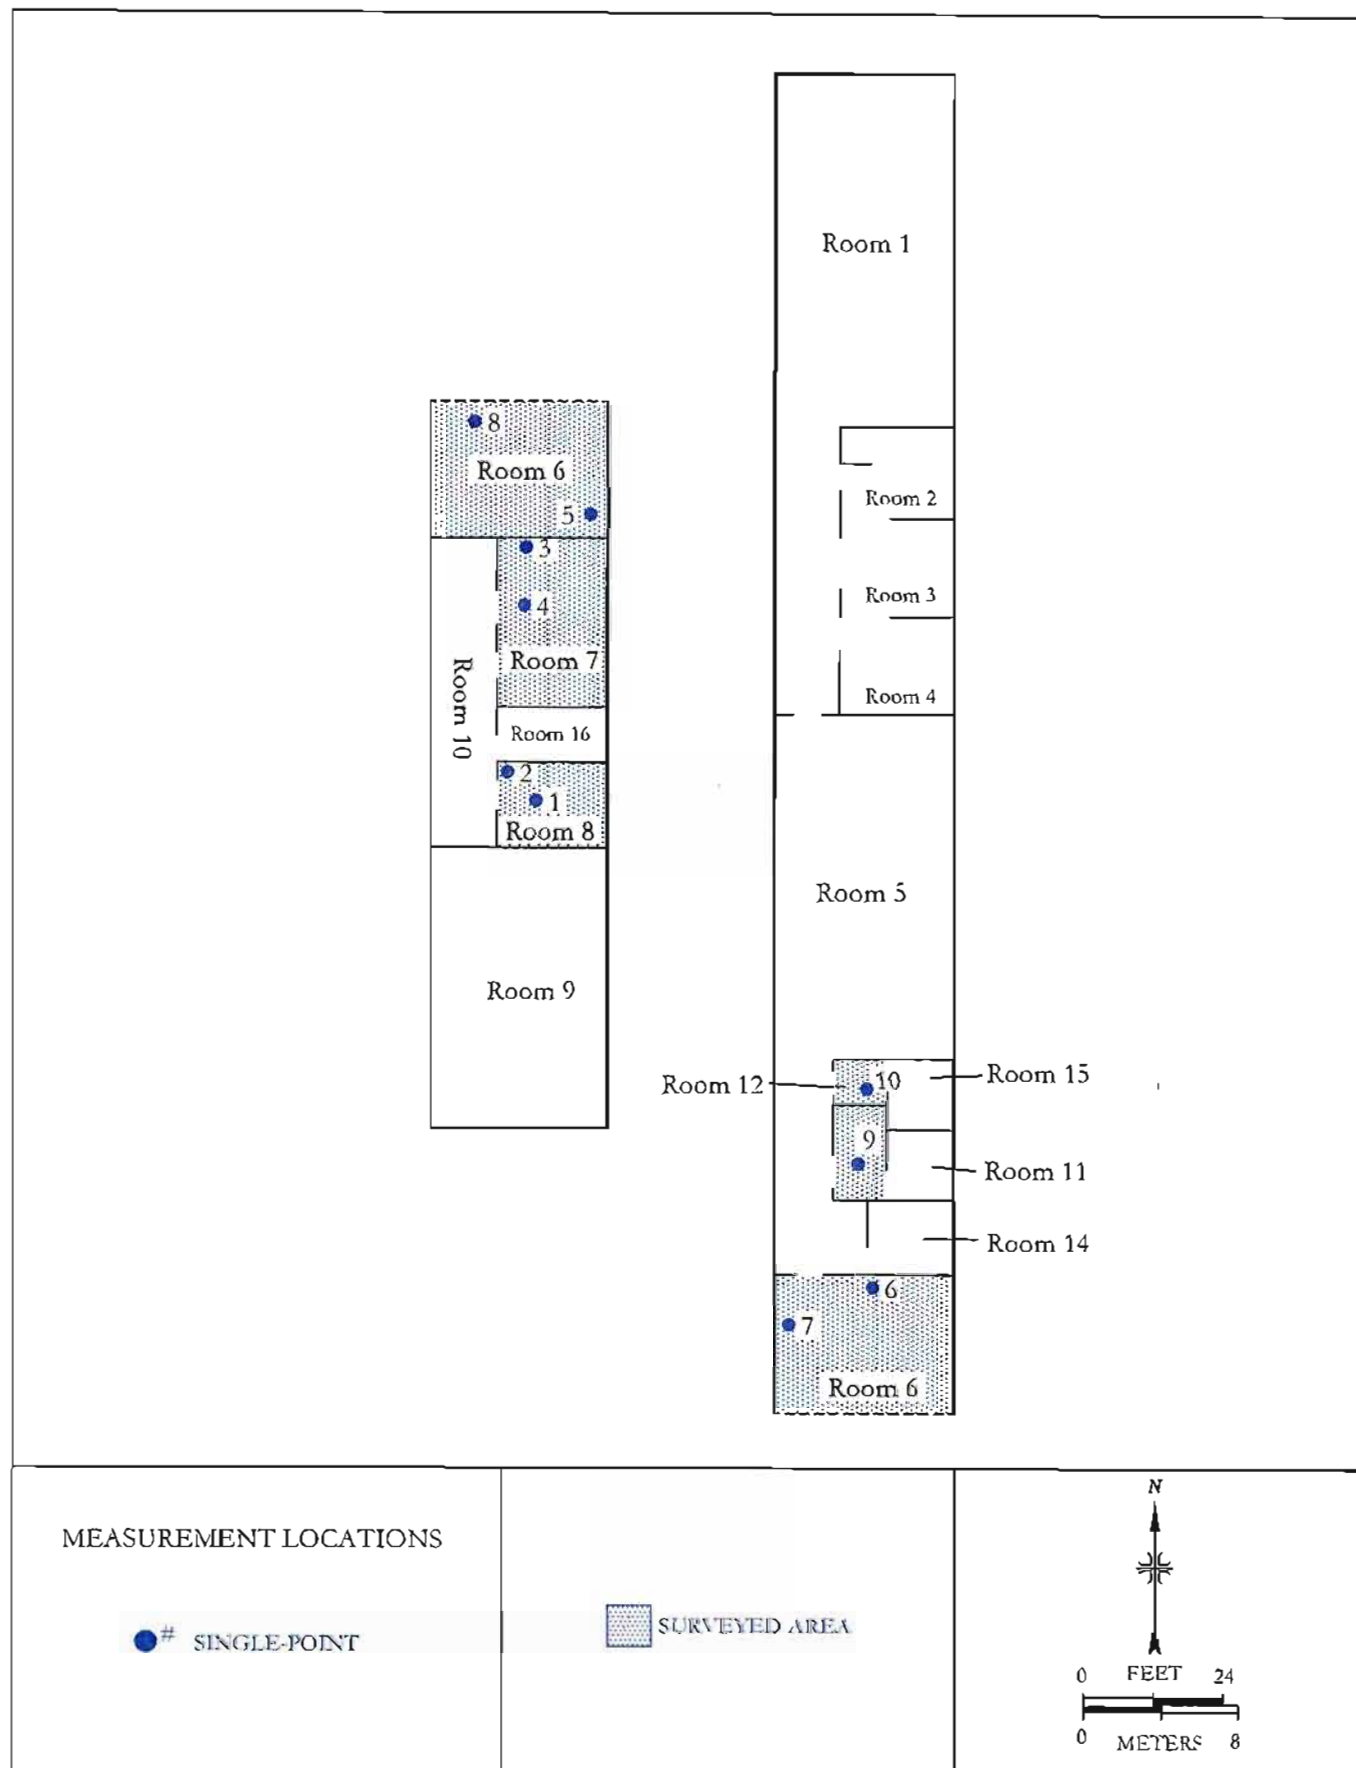 Room 1
8
Room 6
5
Room 2
3
4
Room 3
Room 7
Room 10
Room 4
Room 16
2
1
Room 8
Room 5
Room 9
Room 12
10
Room 15
9
Room 11
Room 14
6
7
Room 6
MEASUREMENT LOCATIONS
# SINGLE-POINT
SURVEYED AREA
N
0 FEET 24
0 METERS 8